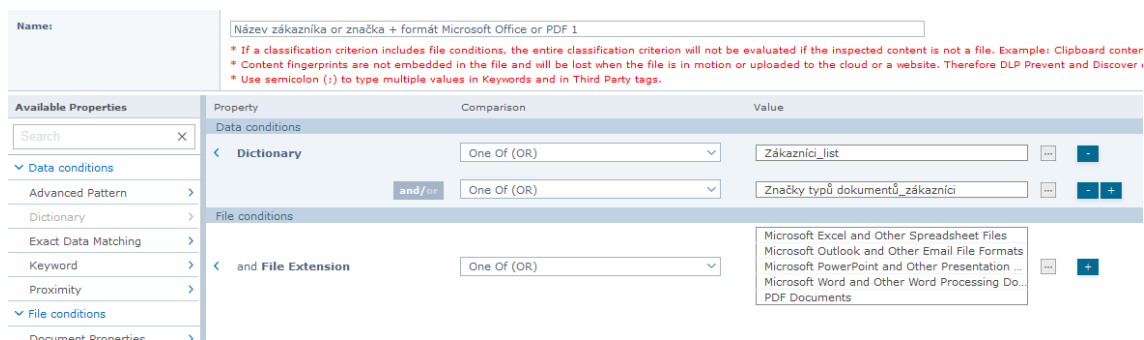 Name:
Název zákazníka or značka + formát Microsoft Office or PDF 1
* If a classification criterion includes file conditions, the entire classification criterion will not be evaluated if the inspected content is not a file. Example: Clipboard
* Content fingerprints are not embedded in the file and will be lost when the file is in motion or uploaded to the cloud or a website. Therefore DLP Prevent and Discover
* Use semicolon (;) to type multiple values in Keywords and in Third Party tags.
Available Properties
Property Comparison Value
Search
Data conditions
Dictionary One Of (OR) Zákazníci_list ... -
Data conditions
Advanced Pattern
and/or One Of (OR) Značky typů dokumentů_zákazníci ... - +
Dictionary
File conditions
Exact Data Matching
Keyword
Proximity
and File Extension One Of (OR)
Microsoft Excel and Other Spreadsheet Files
Microsoft Outlook and Other Email File Formats
Microsoft PowerPoint and Other Presentation ...
Microsoft Word and Other Word Processing Do...
PDF Documents
... +
File conditions
Document Properties